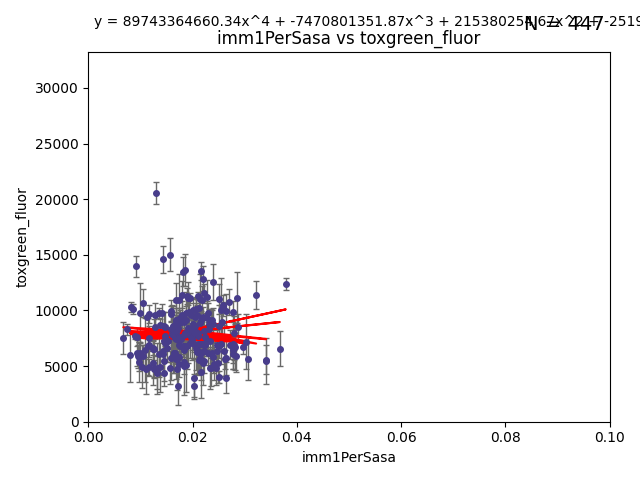 y = 89743364660.34x^4 + -7470801351.87x^3 +
N = 447
imm1PerSasa vs toxgreen_fluor
toxgreen_fluor
30000
25000
20000
15000
10000
5000
0
0.00 0.02 0.04 0.06 0.08 0.10
imm1PerSasa